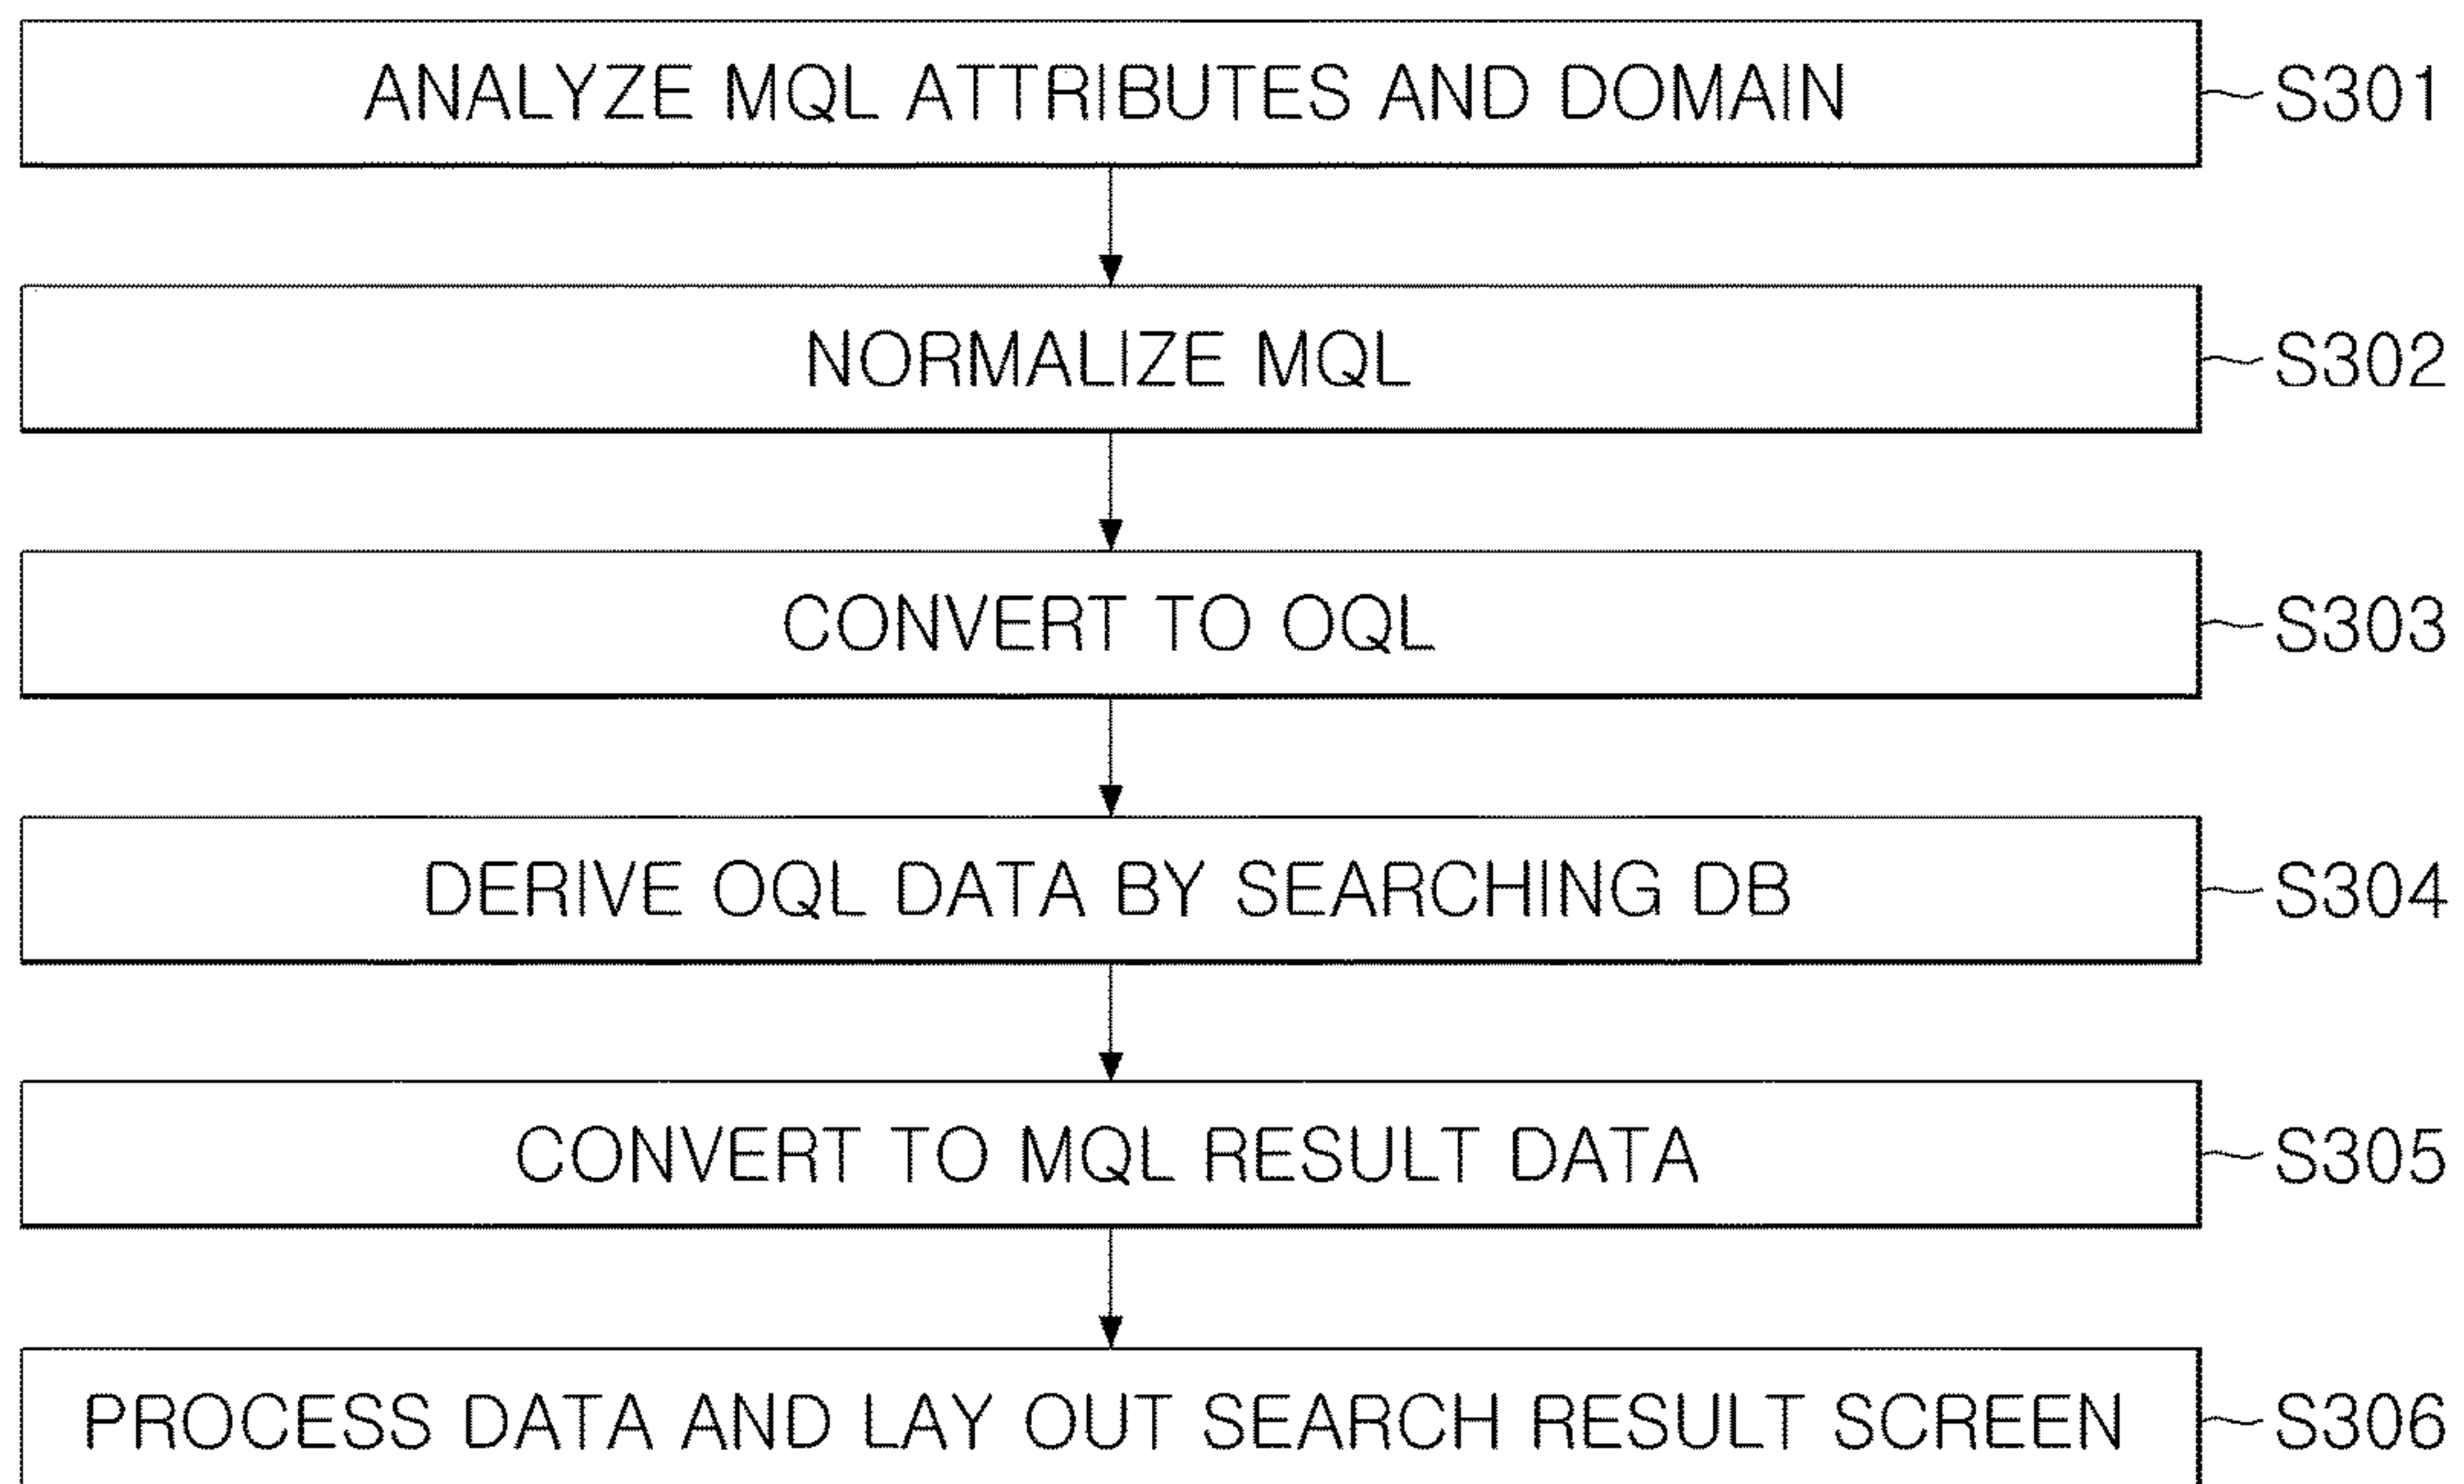 ANALYZE MQL ATTRIBUTES AND DOMAIN S301
NORMALIZE MQL S302
CONVERT TO OQL S303
DERIVE OQL DATA BY SEARCHING DB S304
CONVERT TO MQL RESULT DATA S305
PROCESS DATA AND LAY OUT SEARCH RESULT SCREEN S306